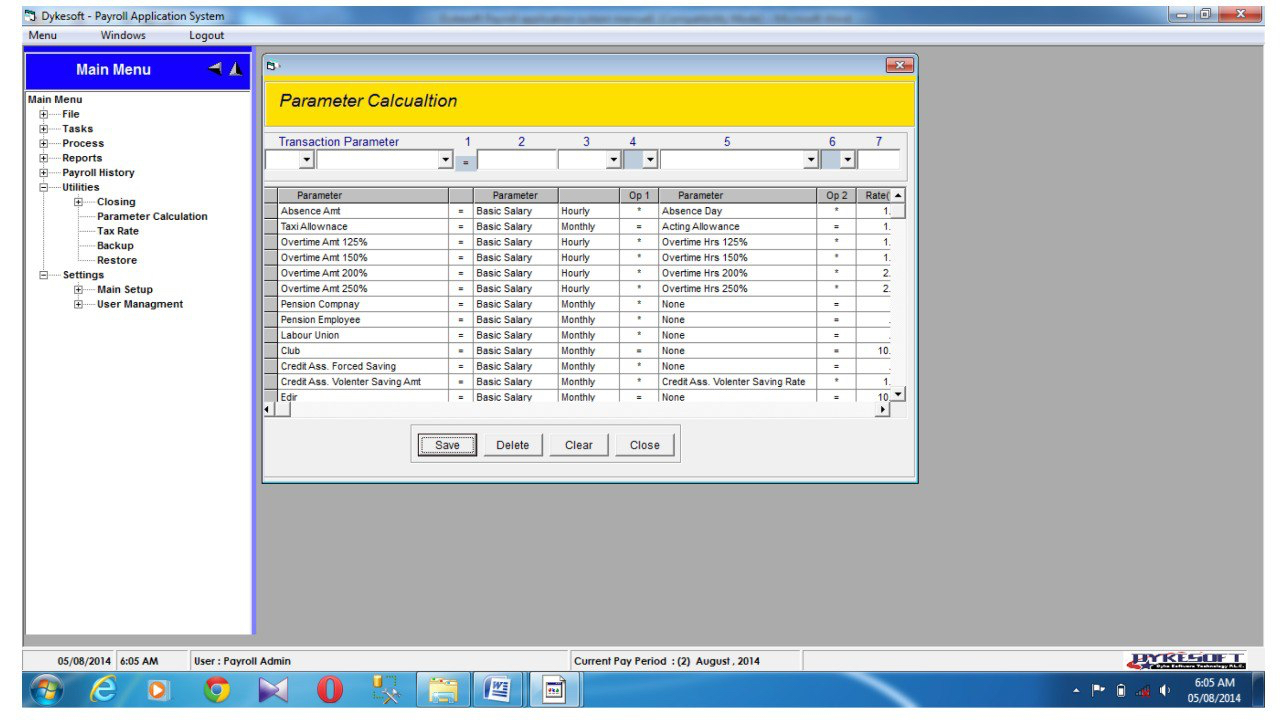 Dykesoft - Payroll Application System
Menu Windows Logout
Main Menu
Main Menu
File
Tasks
Process
Reports
Payroll History
Utilities
Closing
Parameter Calculation
Tax Rate
Backup
Restore
Settings
Main Setup
User Managment
Parameter Calcualtion
Transaction Parameter 1 2 3 4 5 6 7
=
Parameter Parameter Op 1 Parameter Op 2 Rate(
Absence Amt = Basic Salary Hourly * Absence Day * 1.
Taxi Allownace = Basic Salary Monthly = Acting Allowance = 1.
Overtime Amt 125% = Basic Salary Hourly * Overtime Hrs 125% * 1.
Overtime Amt 150% = Basic Salary Hourly * Overtime Hrs 150% * 1.
Overtime Amt 200% = Basic Salary Hourly * Overtime Hrs 200% * 2.
Overtime Amt 250% = Basic Salary Hourly * Overtime Hrs 250% * 2.
Pension Compnay = Basic Salary Monthly * None = .
Pension Employee = Basic Salary Monthly * None = .
Labour Union = Basic Salary Monthly * None = .
Club = Basic Salary Monthly = None = 10.
Credit Ass. Forced Saving = Basic Salary Monthly * None = .
Credit Ass. Volenter Saving Amt = Basic Salary Monthly * Credit Ass. Volenter Saving Rate * 1.
Edir = Basic Salary Monthly = None = 10.
Save Delete Clear Close
05/08/2014 6:05 AM User : Payroll Admin Current Pay Period : (2) August , 2014
DYKESOFT
6:05 AM
05/08/2014